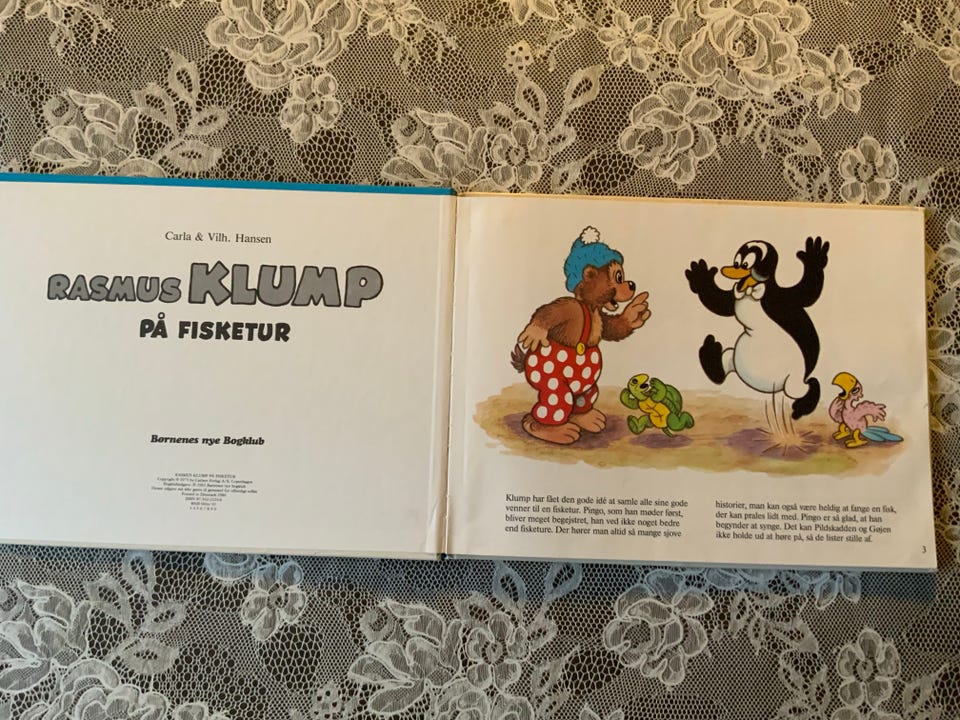 Carla & Vilh. Hansen
RASMUS KLUMP
PÅ FISKETUR
Børnenes nye Bogklub
RASMUS KLUMP PÅ FISKETUR
Klump har fået den gode idé at samle alle sine gode
venner til en fisketur. Pingo, som han møder først,
bliver meget begejstret, han ved ikke noget bedre
end fisketure. Der hører man altid så mange sjove
historier, man kan også være heldig at fange en fisk,
der kan prales lidt med. Pingo er så glad, at han
begynder at synge. Det kan Pildskadden og Gøjen
ikke holde ud at høre på, så de lister stille af.
3